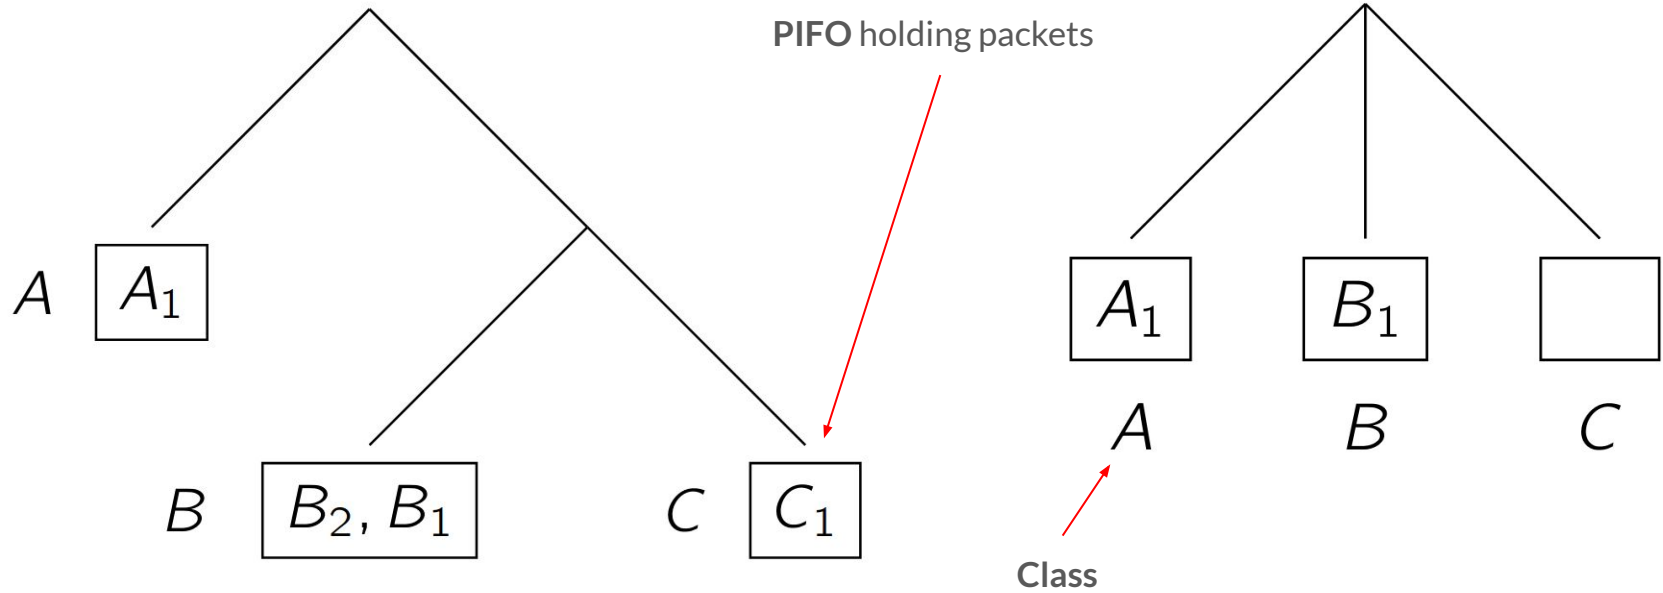 PIFO holding packets
A A₁
B B₂, B₁
C C₁
A₁ B₁
A B C
Class